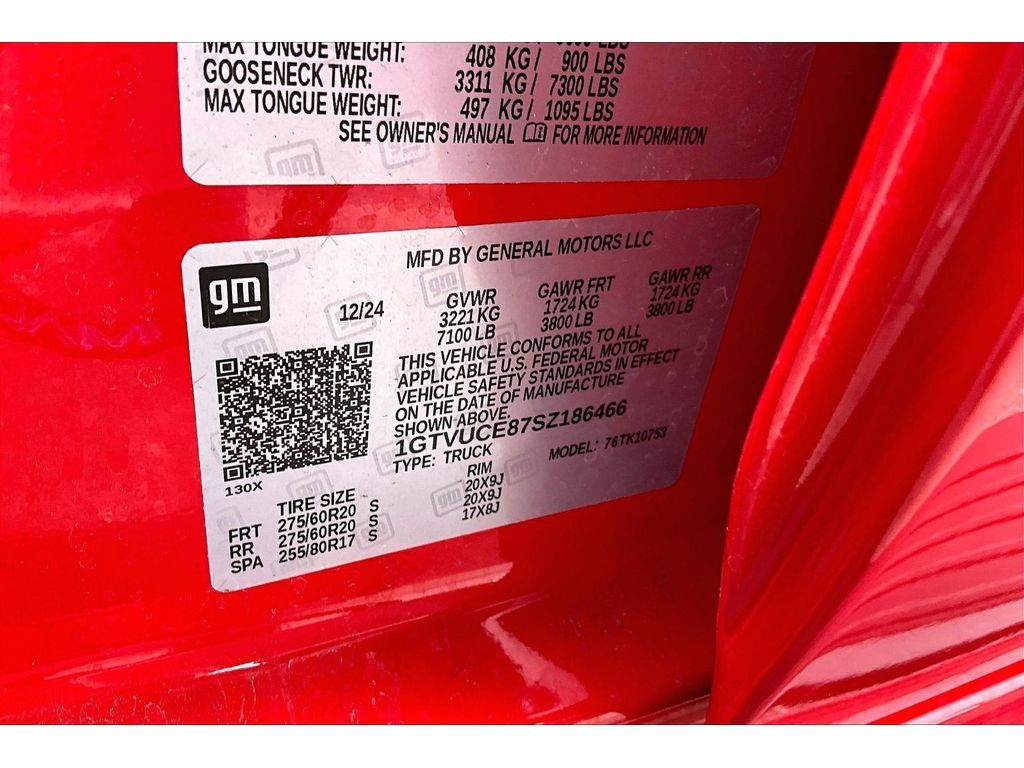 MAX TONGUE WEIGHT: 408 KG / 900 LBS
GOOSENECK TWR: 3311 KG / 7300 LBS
MAX TONGUE WEIGHT: 497 KG / 1095 LBS
SEE OWNER'S MANUAL FOR MORE INFORMATION
gm
MFD BY GENERAL MOTORS LLC
12/24
GVWR GAWR FRT GAWR RR
3221 KG 1724 KG 1724 KG
7100 LB 3800 LB 3800 LB
THIS VEHICLE CONFORMS TO ALL
APPLICABLE U.S. FEDERAL MOTOR
VEHICLE SAFETY STANDARDS IN EFFECT
ON THE DATE OF MANUFACTURE
SHOWN ABOVE.
1GTVUCE87SZ186466
TYPE: TRUCK MODEL: 76TK10753
130X
TIRE SIZE RIM
FRT 275/60R20 S 20X9J
RR 275/60R20 S 20X9J
SPA 255/80R17 S 17X8J